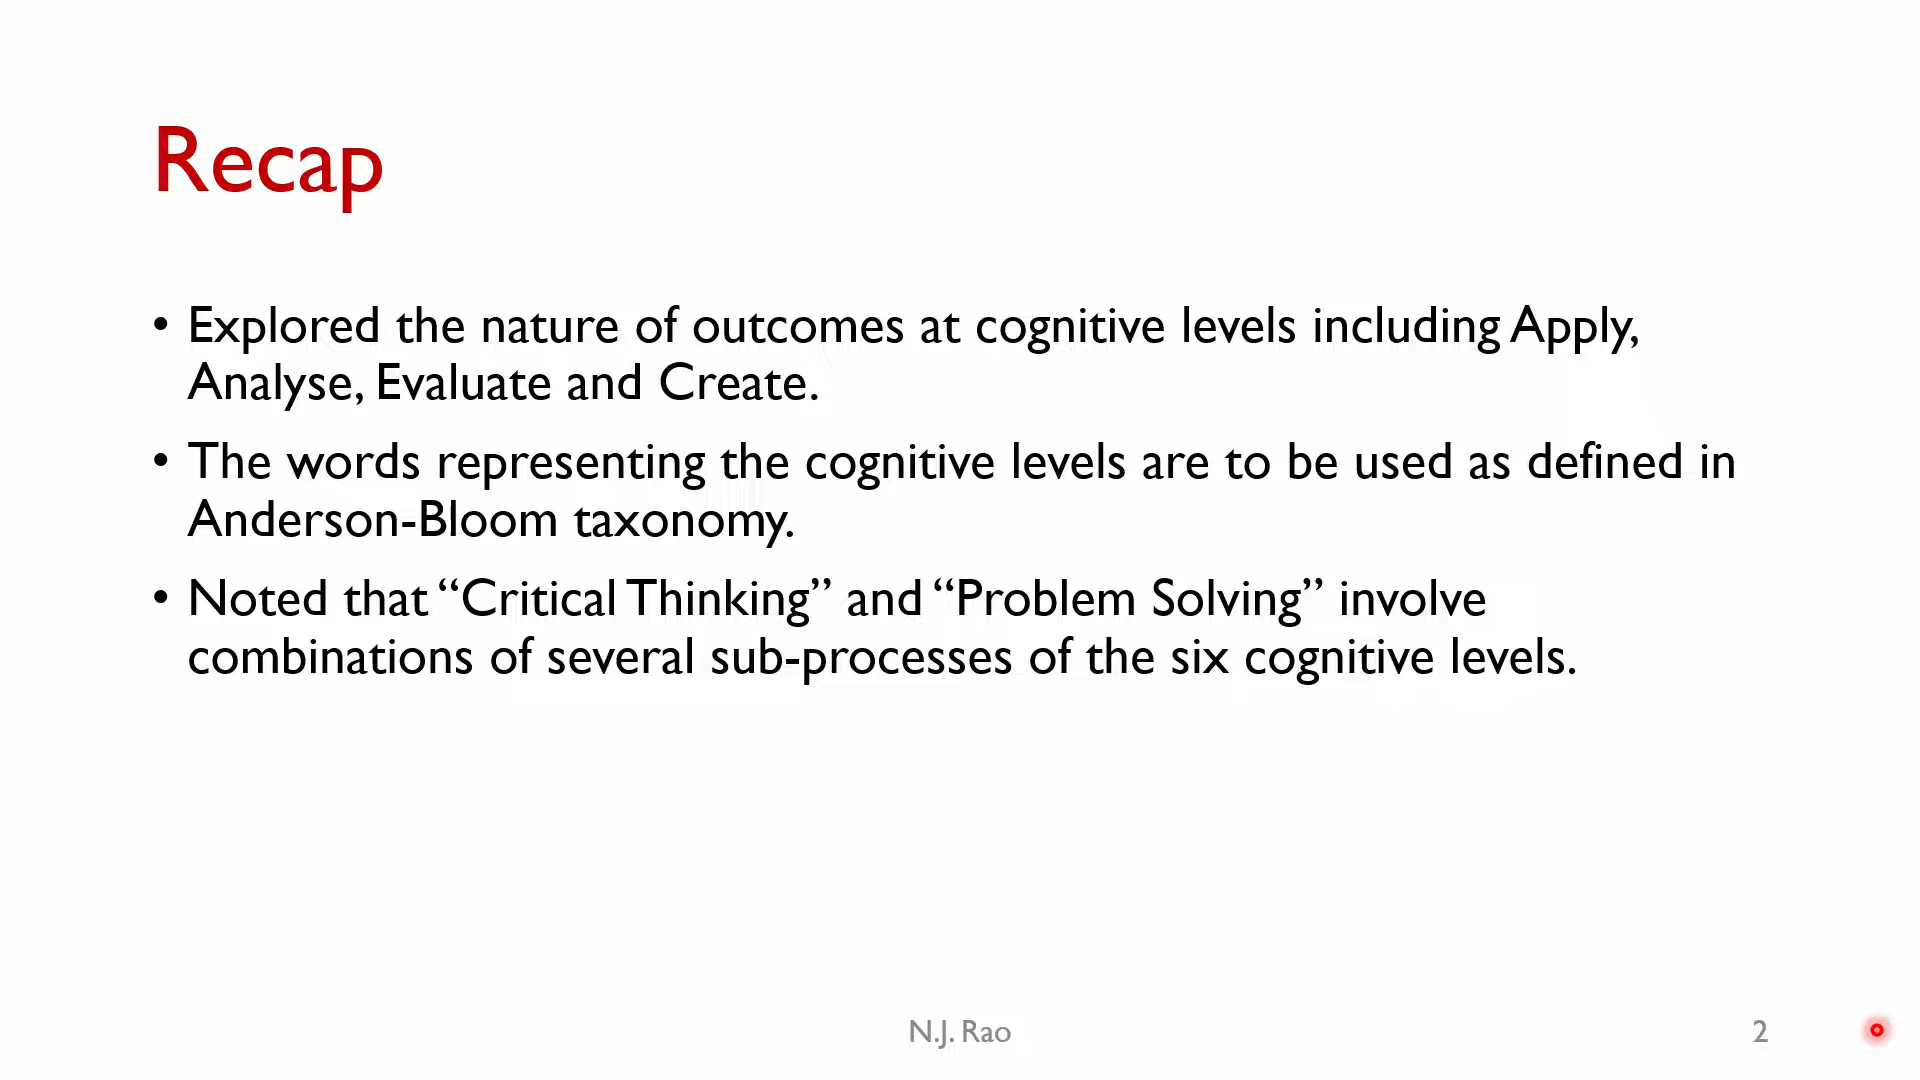 Recap
• Explored the nature of outcomes at cognitive levels including Apply,
Analyse, Evaluate and Create.
• The words representing the cognitive levels are to be used as defined in
Anderson-Bloom taxonomy.
• Noted that “Critical Thinking” and “Problem Solving” involve
combinations of several sub-processes of the six cognitive levels.
N.J. Rao
2